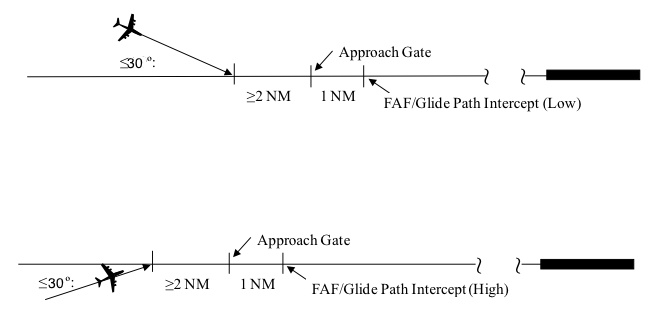 Approach Gate
≤30 º:
≥2 NM
1 NM
FAF/Glide Path Intercept (Low)
Approach Gate
≤30º:
≥2 NM
1 NM
FAF/Glide Path Intercept (High)